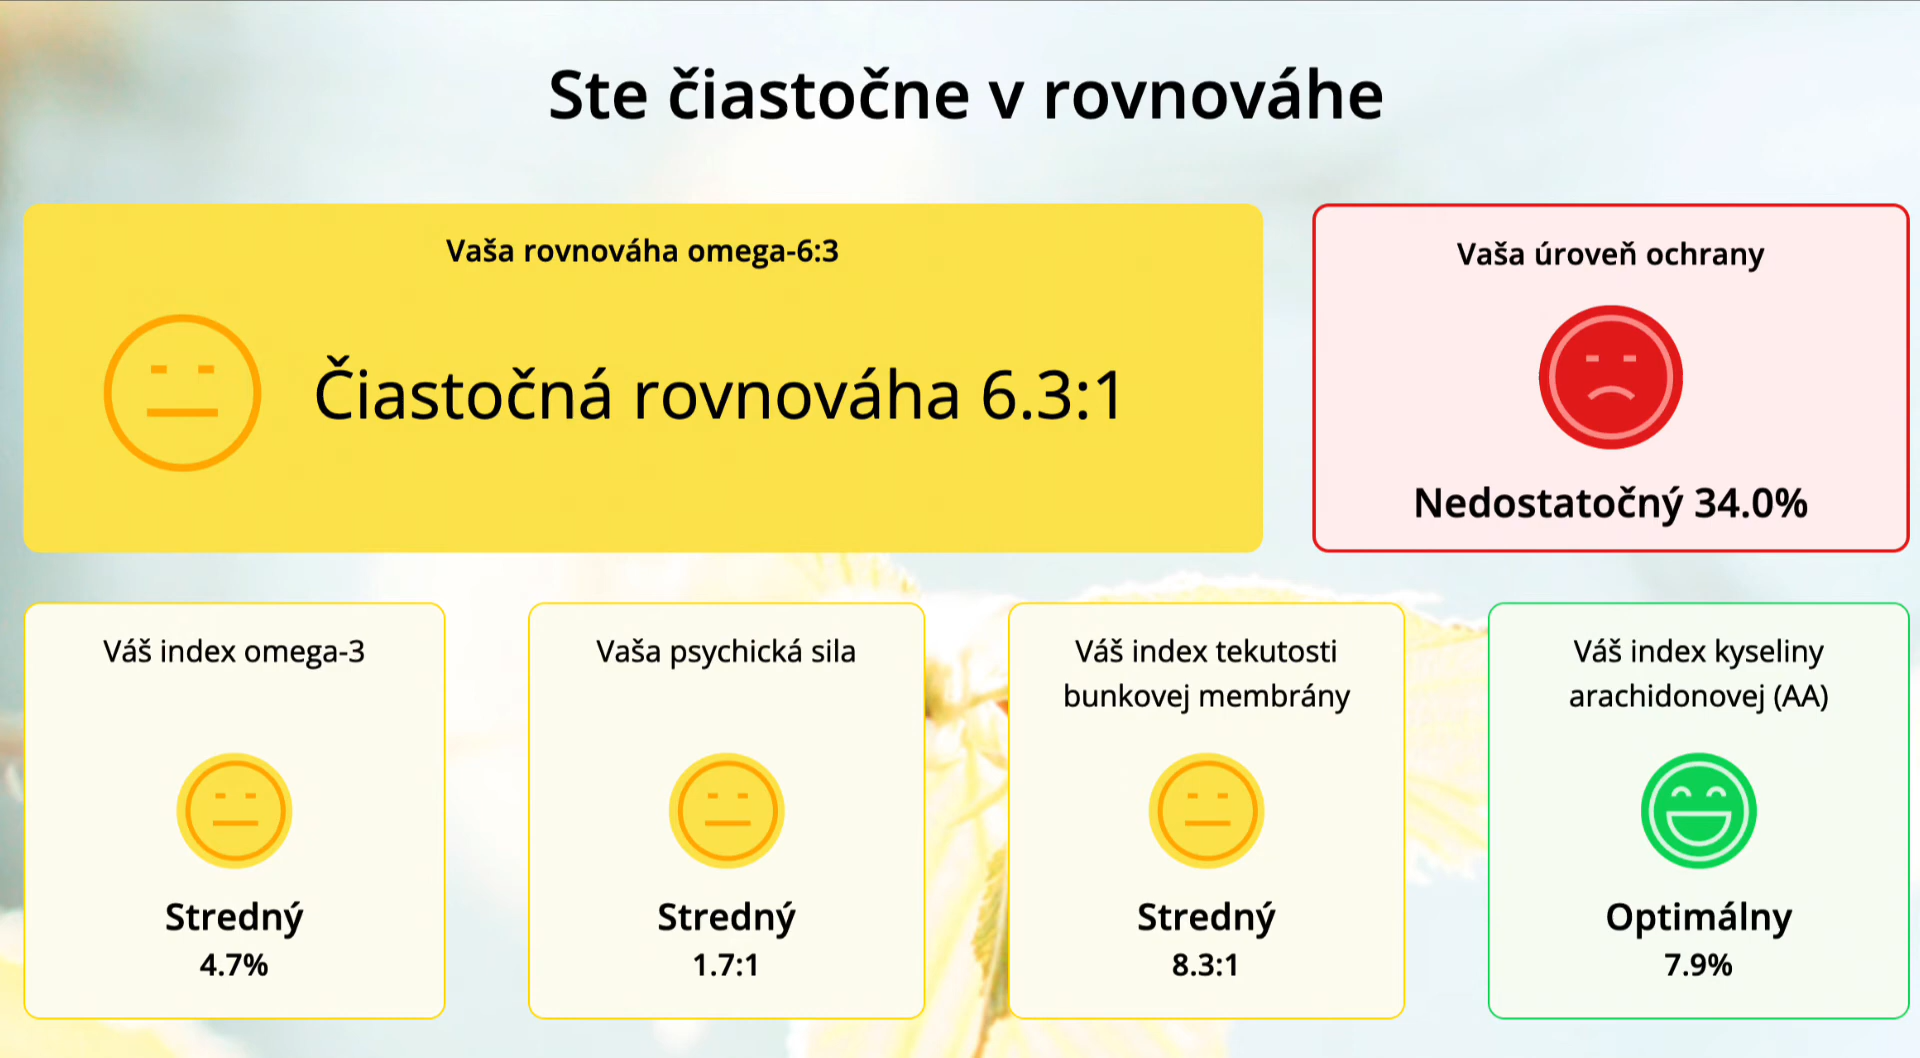 Ste čiastočne v rovnováhe
Vaša rovnováha omega-6:3
Čiastočná rovnováha 6.3:1
Vaša úroveň ochrany
Nedostatočný 34.0%
Váš index omega-3
Stredný
4.7%
Vaša psychická sila
Stredný
1.7:1
Váš index tekutosti
bunkovej membrány
Stredný
8.3:1
Váš index kyseliny
arachidonovej (AA)
Optimálny
7.9%